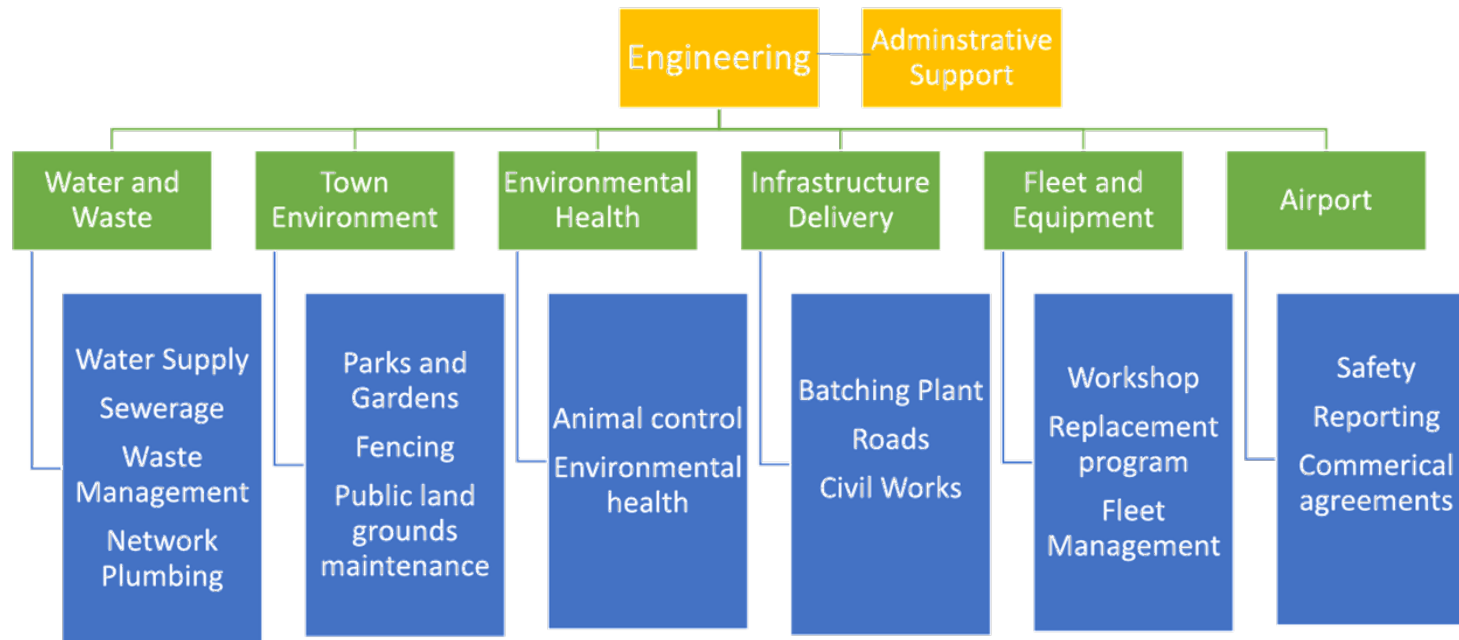 Engineering
Adminstrative
Support
Water and
Waste
Town
Environment
Environmental
Health
Infrastructure
Delivery
Fleet and
Equipment
Airport
Water Supply
Sewerage
Waste
Management
Network
Plumbing
Parks and
Gardens
Fencing
Public land
grounds
maintenance
Animal control
Environmental
health
Batching Plant
Roads
Civil Works
Workshop
Replacement
program
Fleet
Management
Safety
Reporting
Commerical
agreements